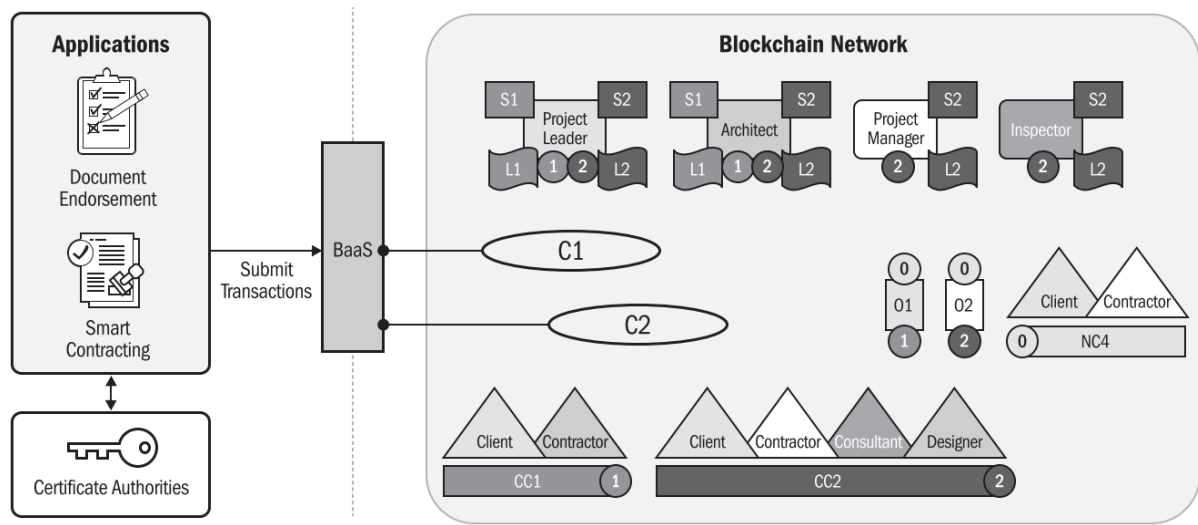 Applications
Document
Endorsement
Smart
Contracting
Certificate Authorities
Submit
Transactions
BaaS
Blockchain Network
S1
S2
Project
Leader
L1
1
2
L2
S1
S2
Architect
L1
1
2
L2
S2
Project
Manager
2
L2
S2
Inspector
2
L2
C1
C2
0
O1
1
0
O2
2
Client
Contractor
0
NC4
Client
Contractor
CC1
1
Client
Contractor
Consultant
Designer
CC2
2